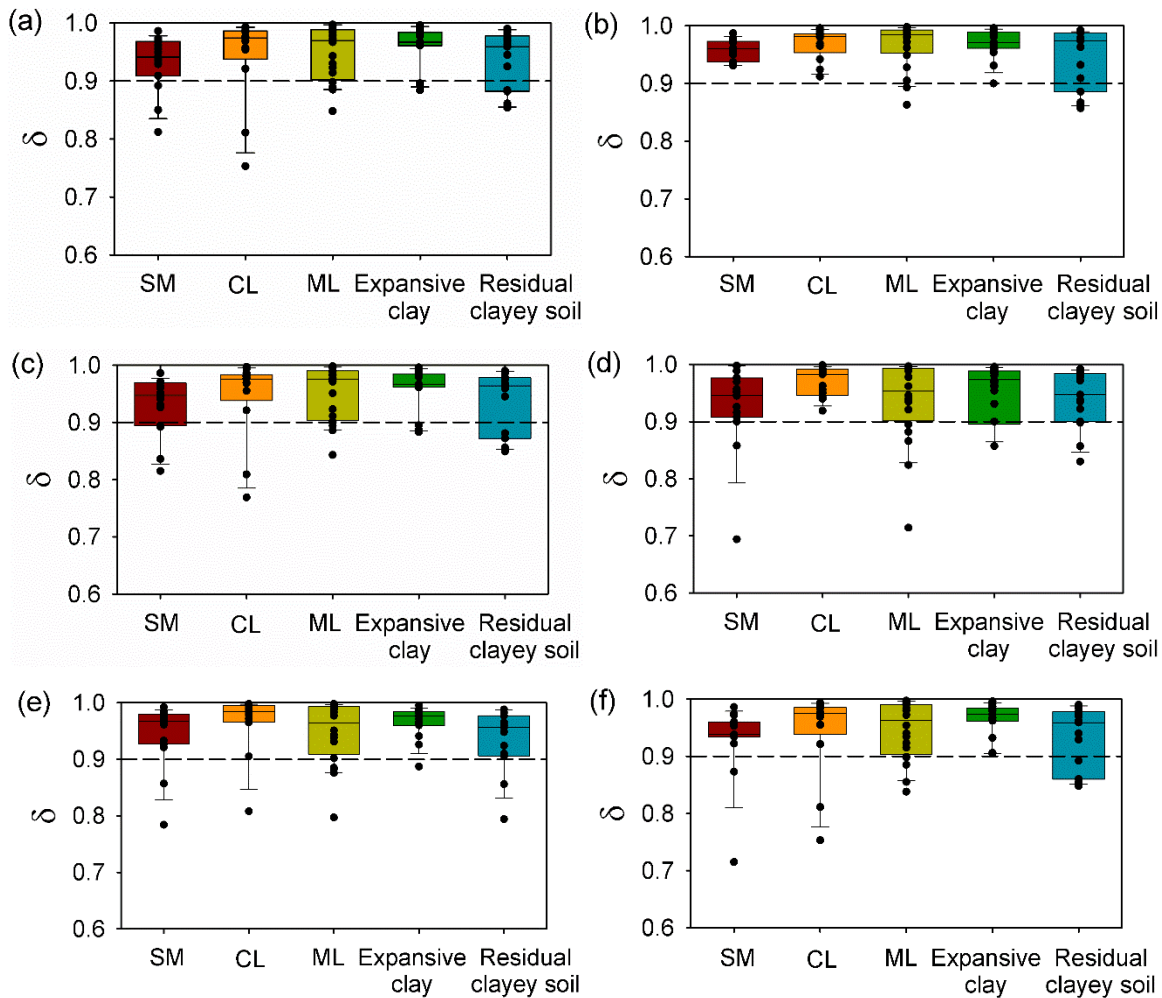 (a)
1.0
0.9
0.8
0.7
0.6
δ
SM CL ML Expansive Residual
clay clayey soil
(b)
1.0
0.9
0.8
0.7
0.6
δ
SM CL ML Expansive Residual
clay clayey soil
(c)
1.0
0.9
0.8
0.7
0.6
δ
SM CL ML Expansive Residual
clay clayey soil
(d)
1.0
0.9
0.8
0.7
0.6
δ
SM CL ML Expansive Residual
clay clayey soil
(e)
1.0
0.9
0.8
0.7
0.6
δ
SM CL ML Expansive Residual
clay clayey soil
(f)
1.0
0.9
0.8
0.7
0.6
δ
SM CL ML Expansive Residual
clay clayey soil